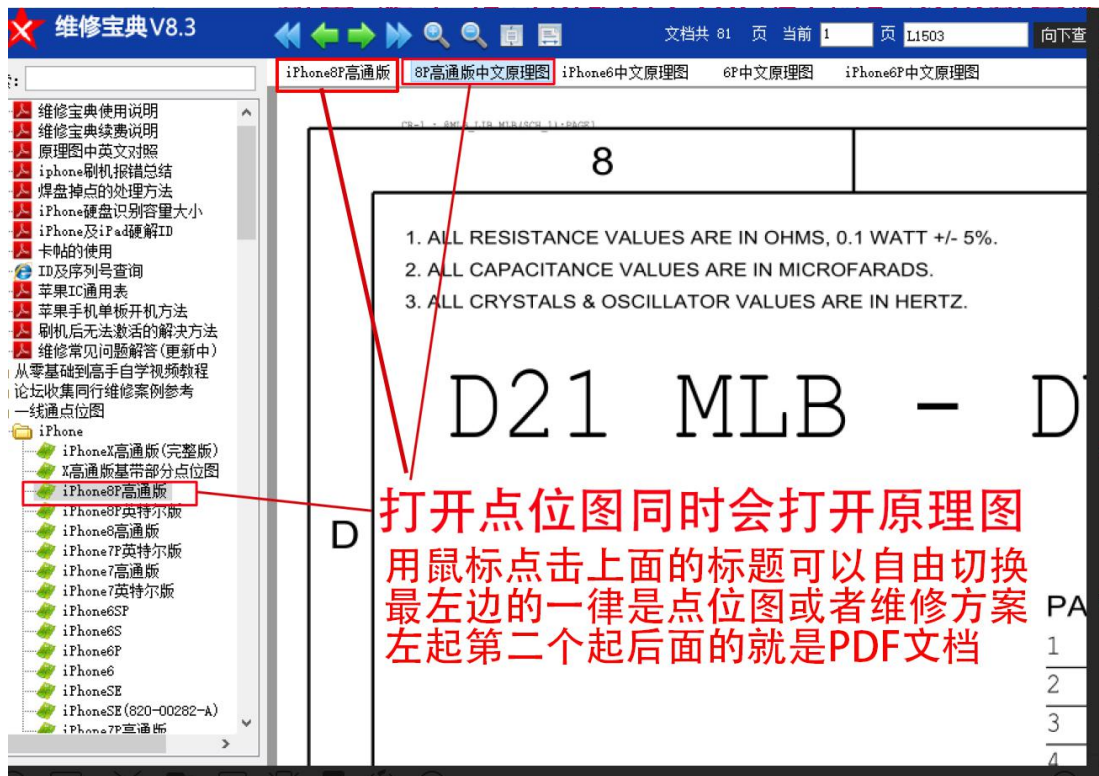 维修宝典V8.3
文档共 81 页 当前 1 页 L1503 向下查
iPhone8P高通版 8P高通版中文原理图 iPhone6中文原理图 6P中文原理图 iPhone6P中文原理图
维修宝典使用说明
维修宝典续费说明
原理图中英文对照
iphone刷机报错总结
焊盘掉点的处理方法
iPhone硬盘识别容量大小
iPhone及iPad硬解ID
卡帖的使用
ID及序列号查询
苹果IC通用表
苹果手机单板开机方法
刷机后无法激活的解决方法
维修常见问题解答(更新中)
从零基础到高手自学视频教程
论坛收集同行维修案例参考
一线通点位图
iPhone
iPhoneX高通版(完整版)
X高通版基带部分点位图
iPhone8P高通版
iPhone8P英特尔版
iPhone8高通版
iPhone7P英特尔版
iPhone7高通版
iPhone7英特尔版
iPhone6SP
iPhone6S
iPhone6P
iPhone6
iPhoneSE
iPhoneSE(820-00282-A)
iPhone7P高通版
8
1. ALL RESISTANCE VALUES ARE IN OHMS, 0.1 WATT +/- 5%.
2. ALL CAPACITANCE VALUES ARE IN MICROFARADS.
3. ALL CRYSTALS & OSCILLATOR VALUES ARE IN HERTZ.
D21 MLB - D
D
打开点位图同时会打开原理图
用鼠标点击上面的标题可以自由切换
最左边的一律是点位图或者维修方案
左起第二个起后面的就是PDF文档
PA
1
2
3
4